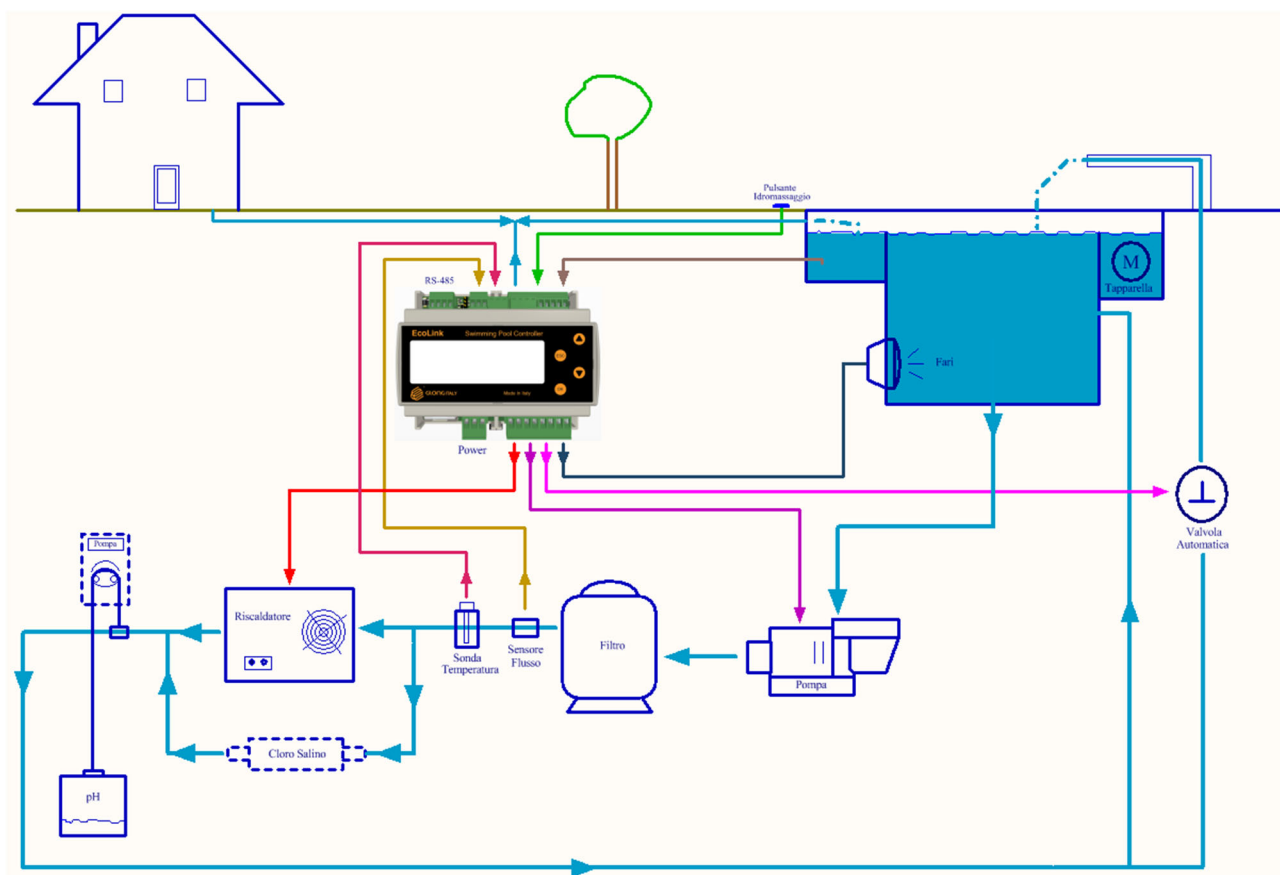 Pulsante
Idromassaggio
M
Tapparella
RS-485
EcoLink
Swimming Pool Controller
Fari
Made in Italy
Power
Valvola
Automatica
Pompa
Riscaldatore
Sonda
Temperatura
Sensore
Flusso
Filtro
Pompa
Cloro Salino
pH